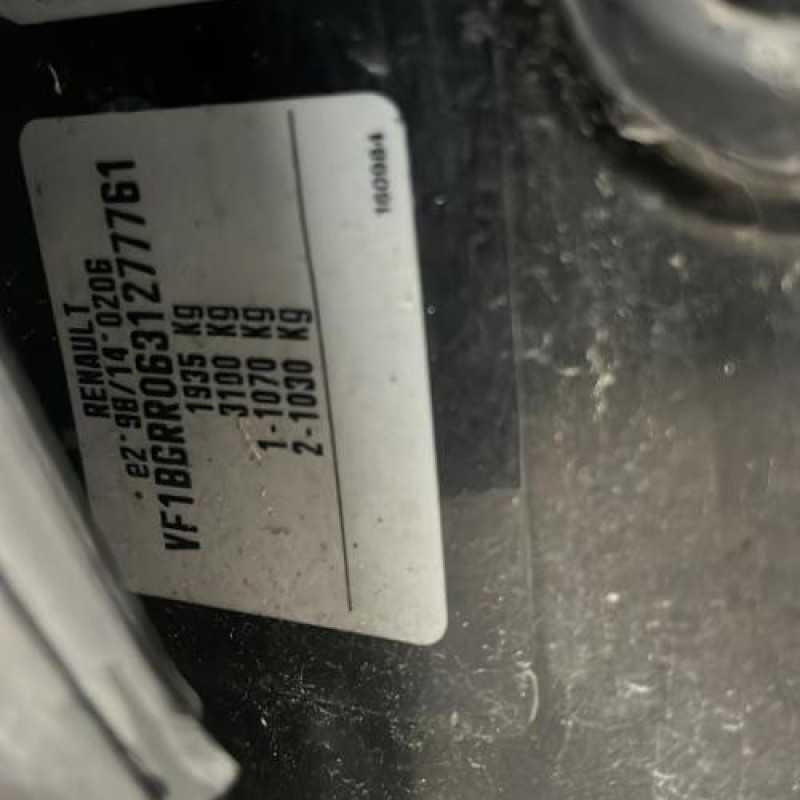 RENAULT
* e2*98/14*0206
VF1BGRR0631277761
1935 Kg
3100 Kg
1-1070 Kg
2-1030 Kg
160984